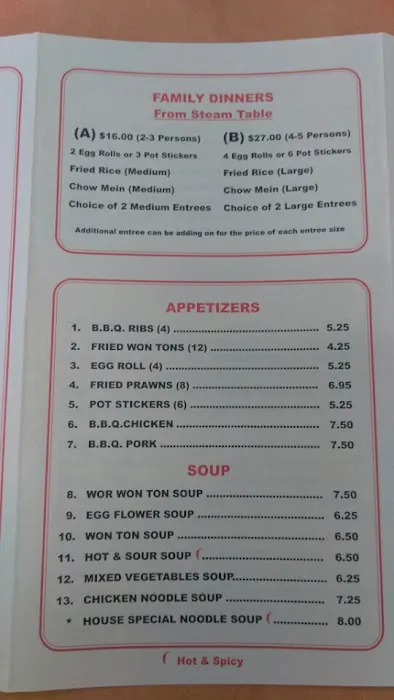 FAMILY DINNERS
From Steam Table
(A) $16.00 (2-3 Persons)
2 Egg Rolls or 3 Pot Stickers
Fried Rice (Medium)
Chow Mein (Medium)
Choice of 2 Medium Entrees
(B) $27.00 (4-5 Persons)
4 Egg Rolls or 6 Pot Stickers
Fried Rice (Large)
Chow Mein (Large)
Choice of 2 Large Entrees
Additional entree can be adding on for the price of each entree size
APPETIZERS
1. B.B.Q. RIBS (4) ........ 5.25
2. FRIED WON TONS (12) ........ 4.25
3. EGG ROLL (4) ........ 5.25
4. FRIED PRAWNS (8) ........ 6.95
5. POT STICKERS (6) ........ 5.25
6. B.B.Q.CHICKEN ........ 7.50
7. B.B.Q. PORK ........ 7.50
SOUP
8. WOR WON TON SOUP ........ 7.50
9. EGG FLOWER SOUP ........ 6.25
10. WON TON SOUP ........ 6.50
11. HOT & SOUR SOUP ........ 6.50
12. MIXED VEGETABLES SOUP ........ 6.25
13. CHICKEN NOODLE SOUP ........ 7.25
* HOUSE SPECIAL NOODLE SOUP ........ 8.00
Hot & Spicy